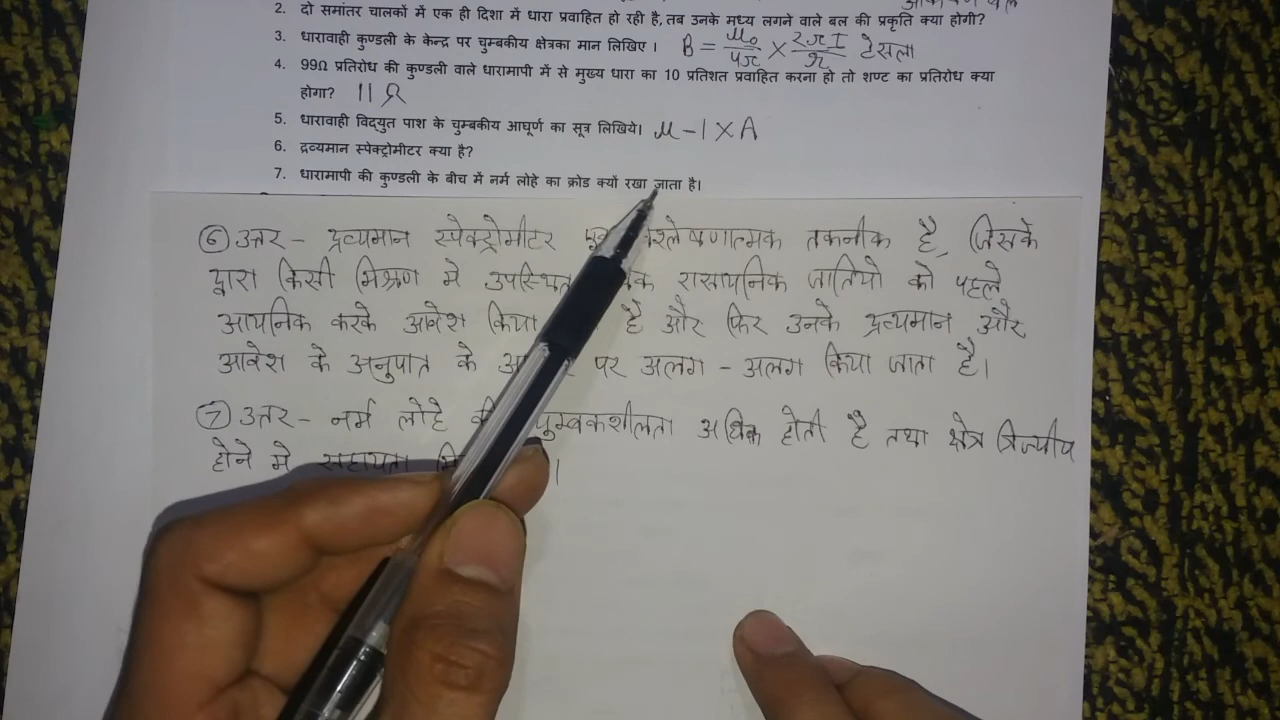 2. दो समांतर चालकों में एक ही दिशा में धारा प्रवाहित हो रही है, तब उनके मध्य लगने वाले बल की प्रकृति क्या होगी?
3. धारावाही कुण्डली के केन्द्र पर चुम्बकीय क्षेत्रका मान लिखिए । B = μ₀/4π × 2πI/r टेसला
4. 99Ω प्रतिरोध की कुण्डली वाले धारामापी में से मुख्य धारा का 10 प्रतिशत प्रवाहित करना हो तो शण्ट का प्रतिरोध क्या
होगा? 11 Ω
5. धारावाही विद्युत पाश के चुम्बकीय आघूर्ण का सूत्र लिखिये। μ - I × A
6. द्रव्यमान स्पेक्ट्रोमीटर क्या है?
7. धारामापी की कुण्डली के बीच में नर्म लोहे का क्रोड क्यों रखा जाता है।
⑥ उत्तर - द्रव्यमान स्पेक्ट्रोमीटर तकनीक है, जिसके
द्वारा किसी मिश्रण मे उपस्थित रासायनिक जातियो को पहले
आयनिक करके आवेश किया है और फिर उनके द्रव्यमान और
आवेश के अनुपात के पर अलग - अलग किया जाता है।
⑦ उत्तर - नर्म लोहे की चुम्बकशीलता अधिक होती है तथा क्षेत्र त्रिज्यीय
होने मे सहायता